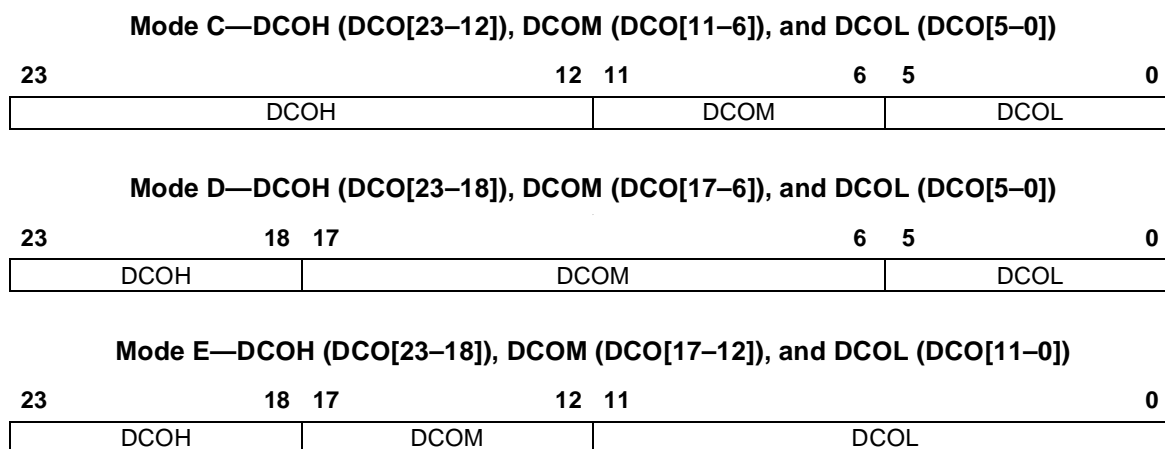 Mode C—DCOH (DCO[23–12]), DCOM (DCO[11–6]), and DCOL (DCO[5–0])
23 12 11 6 5 0
DCOH DCOM DCOL
Mode D—DCOH (DCO[23–18]), DCOM (DCO[17–6]), and DCOL (DCO[5–0])
23 18 17 6 5 0
DCOH DCOM DCOL
Mode E—DCOH (DCO[23–18]), DCOM (DCO[17–12]), and DCOL (DCO[11–0])
23 18 17 12 11 0
DCOH DCOM DCOL